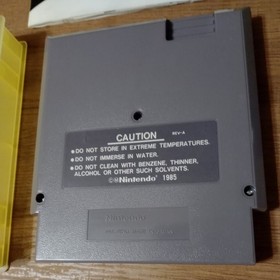 CAUTION REV-A
•DO NOT STORE IN EXTREME TEMPERATURES.
•DO NOT IMMERSE IN WATER.
•DO NOT CLEAN WITH BENZENE, THINNER,
ALCOHOL OR OTHER SUCH SOLVENTS.
©®Nintendo® 1985